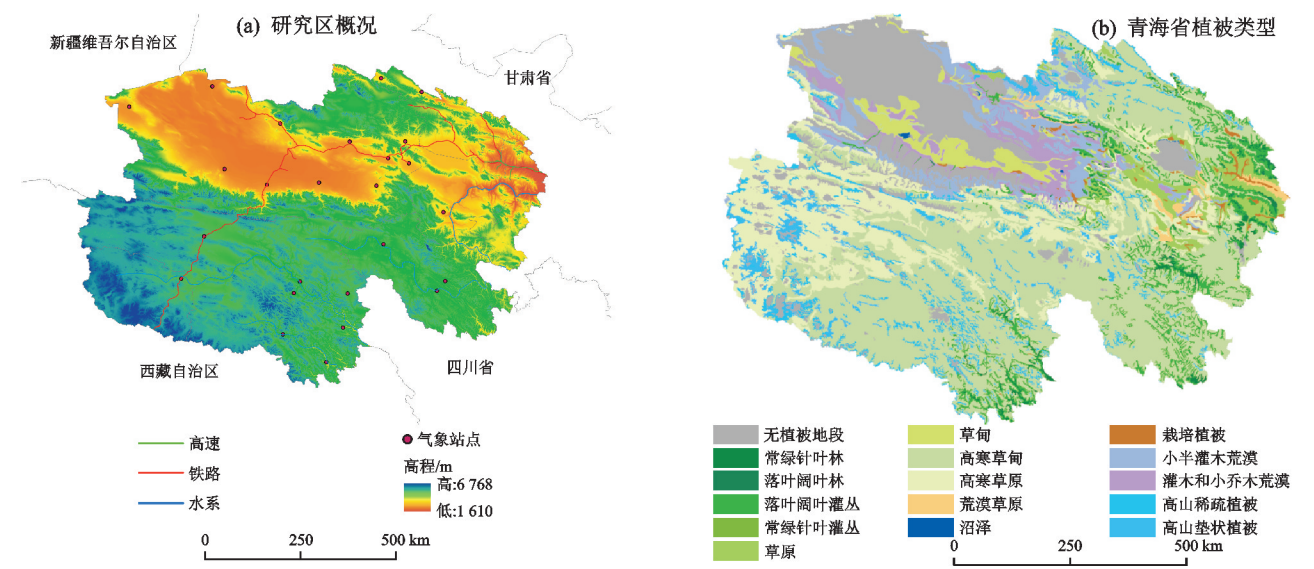 (a) 研究区概况
新疆维吾尔自治区
甘肃省
西藏自治区
四川省
高速
铁路
水系
气象站点
高程/m
高:6 768
低:1 610
0 250 500 km
(b) 青海省植被类型
无植被地段
常绿针叶林
落叶阔叶林
落叶阔叶灌丛
常绿针叶灌丛
草原
草甸
高寒草甸
高寒草原
荒漠草原
沼泽
栽培植被
小半灌木荒漠
灌木和小乔木荒漠
高山稀疏植被
高山垫状植被
0 250 500 km